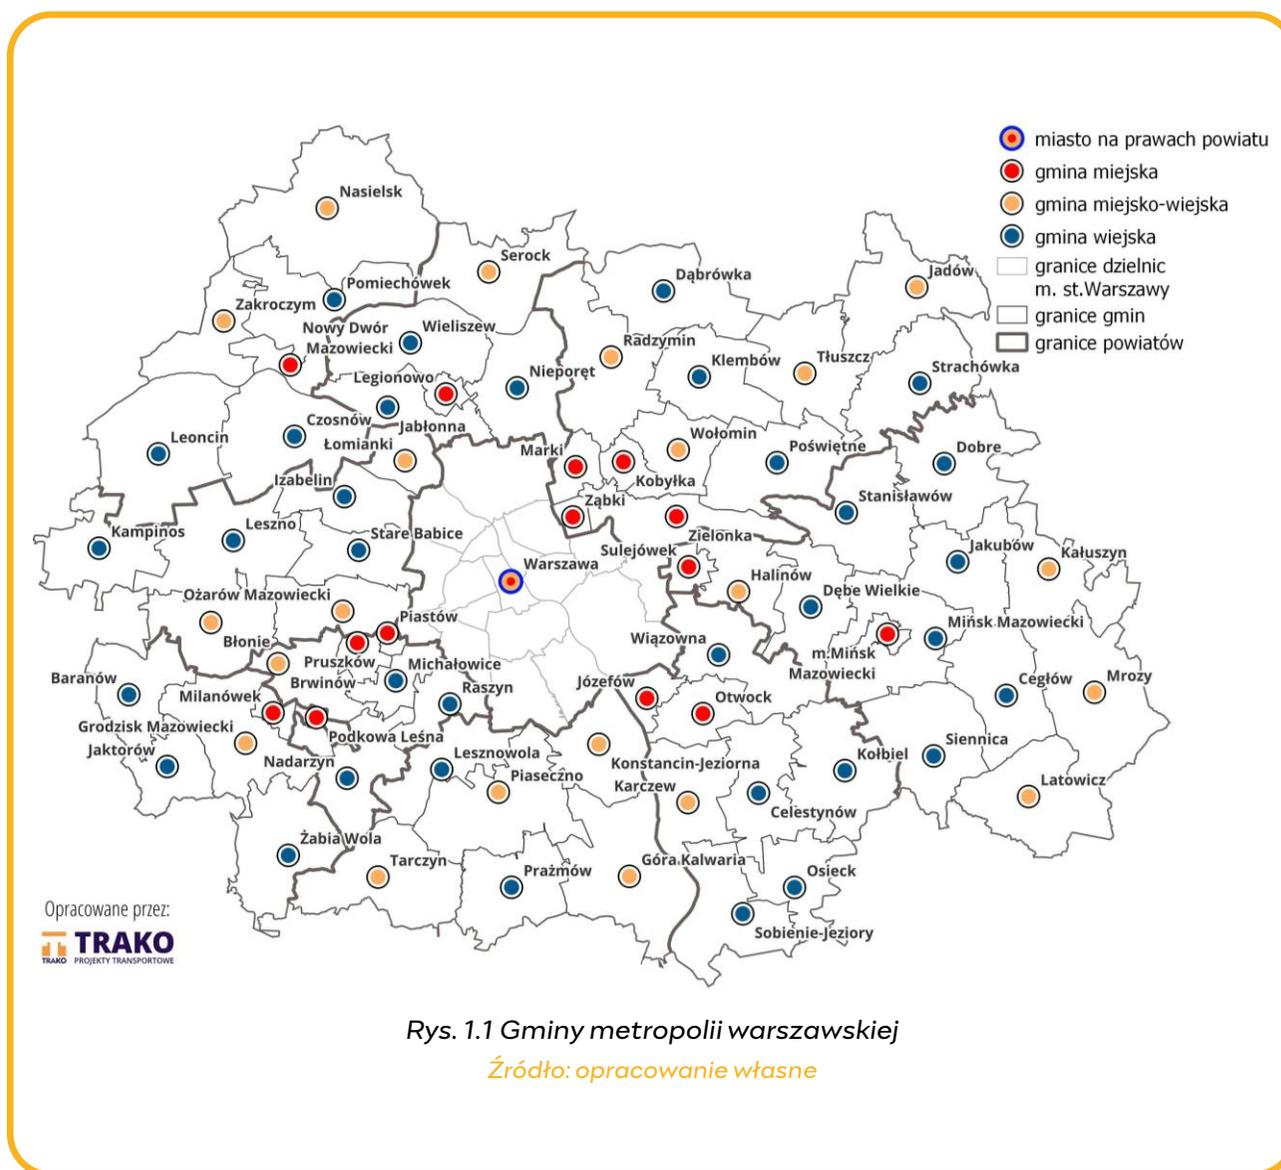 miasto na prawach powiatu
gmina miejska
gmina miejsko-wiejska
gmina wiejska
granice dzielnic
m. st.Warszawy
granice gmin
granice powiatów
Nasielsk
Serock
Dąbrówka
Jadów
Pomiechówek
Zakroczym
Nowy Dwór
Mazowiecki
Wieliszew
Radzymin
Klembów
Tłuszcz
Strachówka
Legionowo
Nieporęt
Czosnów
Jabłonna
Leoncin
Łomianki
Marki
Wołomin
Poświętne
Dobre
Izabelin
Kobyłka
Stanisławów
Ząbki
Kampinos
Leszno
Stare Babice
Zielonka
Sulejówek
Jakubów
Kałuszyn
Warszawa
Halinów
Dębe Wielkie
Ożarów Mazowiecki
Piastów
Mińsk Mazowiecki
Błonie
Wiązowna
m.Mińsk
Mazowiecki
Pruszków
Michałowice
Baranów
Brwinów
Józefów
Cegłów
Mrozy
Milanówek
Raszyn
Otwock
Grodzisk Mazowiecki
Podkowa Leśna
Jaktorów
Nadarzyn
Lesznowola
Konstancin-Jeziorna
Kołbiel
Siennica
Piaseczno
Karczew
Latowicz
Celestynów
Żabia Wola
Tarczyn
Prażmów
Góra Kalwaria
Osieck
Sobienie-Jeziory
Opracowane przez:
TRAKO
TRAKO PROJEKTY TRANSPORTOWE
Rys. 1.1 Gminy metropolii warszawskiej
Źródło: opracowanie własne